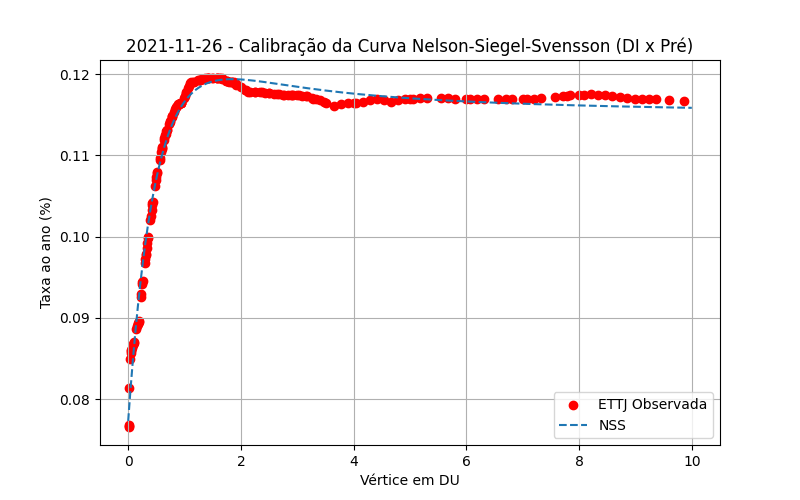 2021-11-26 - Calibração da Curva Nelson-Siegel-Svensson (DI x Pré)
Taxa ao ano (%)
0.12
0.11
0.10
0.09
0.08
ETTJ Observada
NSS
0 2 4 6 8 10
Vértice em DU